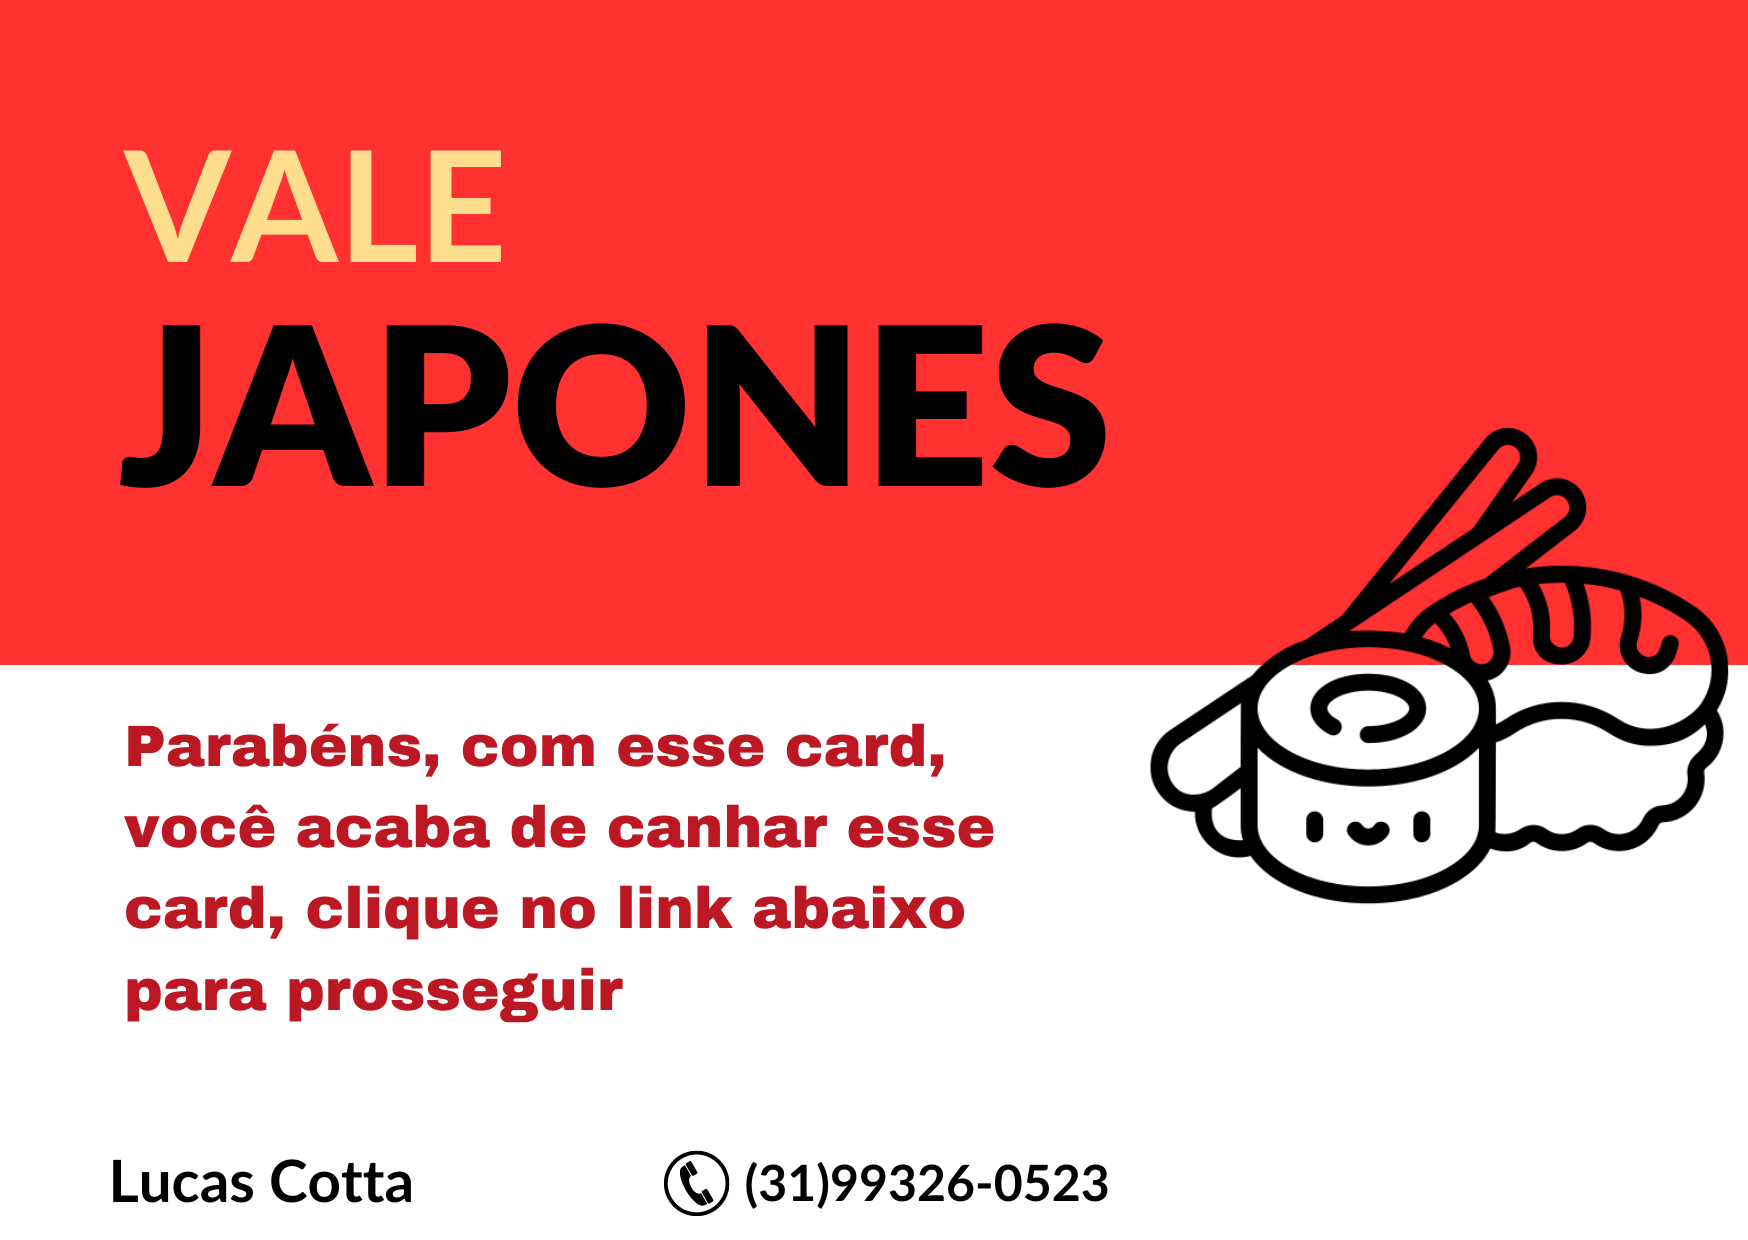 VALE
JAPONES
Parabéns, com esse card,
você acaba de canhar esse
card, clique no link abaixo
para prosseguir
Lucas Cotta
(31)99326-0523